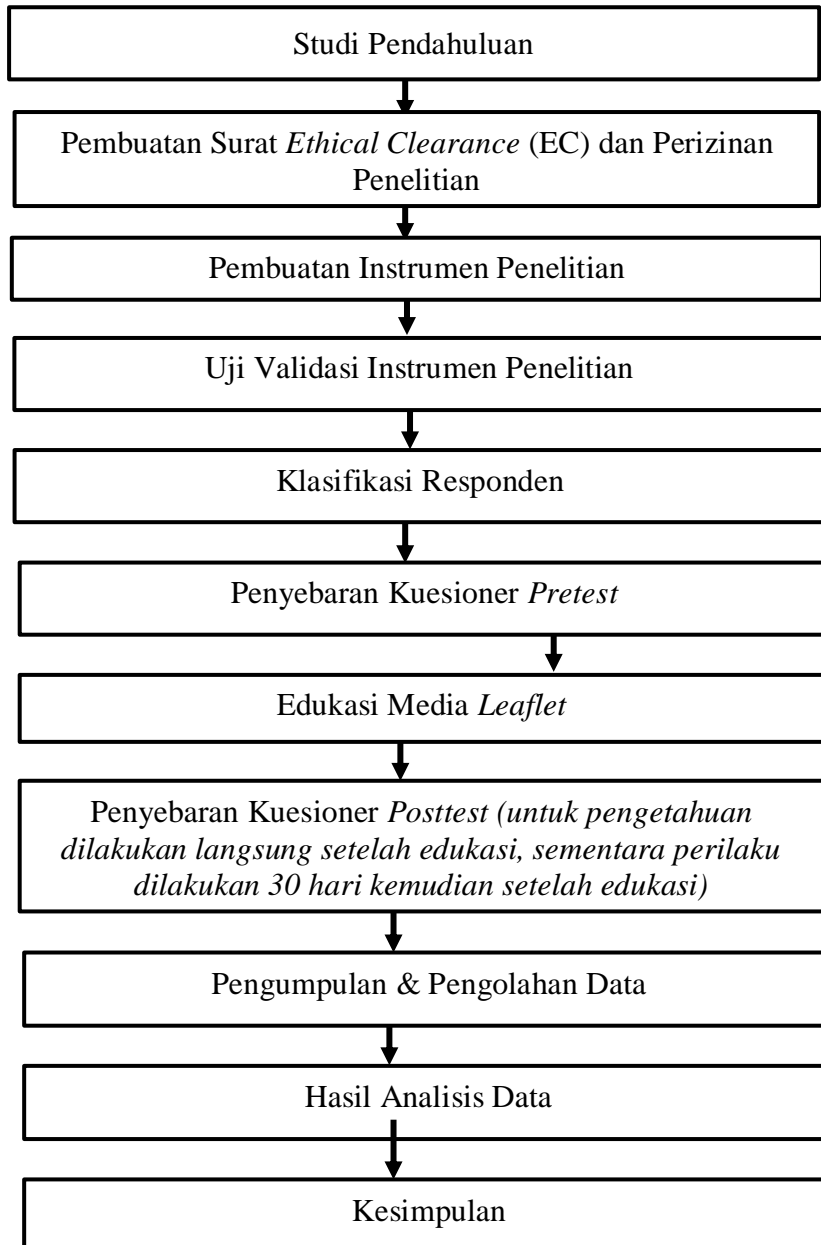 Studi Pendahuluan
Pembuatan Surat Ethical Clearance (EC) dan Perizinan
Penelitian
Pembuatan Instrumen Penelitian
Uji Validasi Instrumen Penelitian
Klasifikasi Responden
Penyebaran Kuesioner Pretest
Edukasi Media Leaflet
Penyebaran Kuesioner Posttest (untuk pengetahuan
dilakukan langsung setelah edukasi, sementara perilaku
dilakukan 30 hari kemudian setelah edukasi)
Pengumpulan & Pengolahan Data
Hasil Analisis Data
Kesimpulan